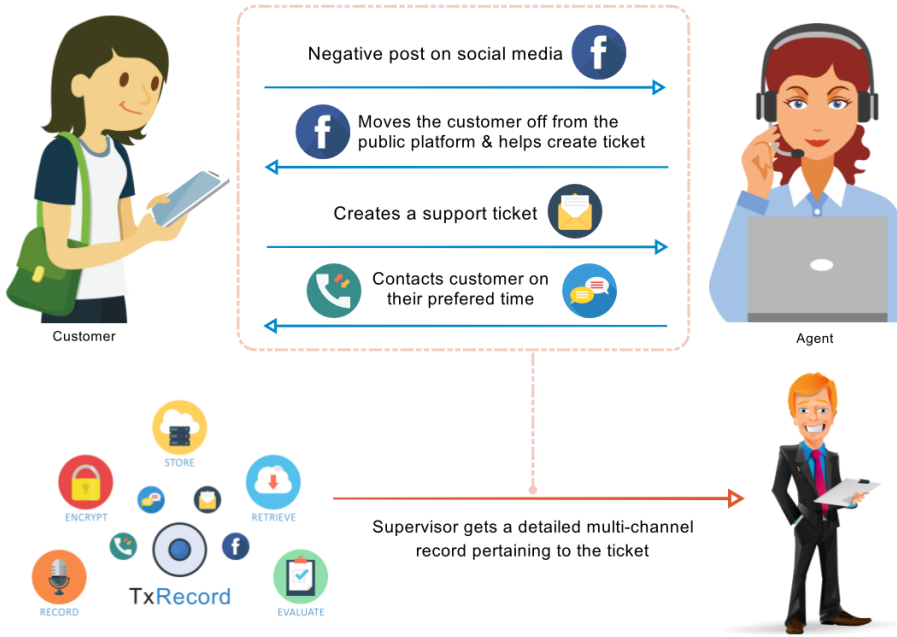 Negative post on social media
Moves the customer off from the
public platform & helps create ticket
Creates a support ticket
Contacts customer on
their prefered time
Customer
Agent
STORE
ENCRYPT
RETRIEVE
RECORD
TxRecord
EVALUATE
Supervisor gets a detailed multi-channel
record pertaining to the ticket